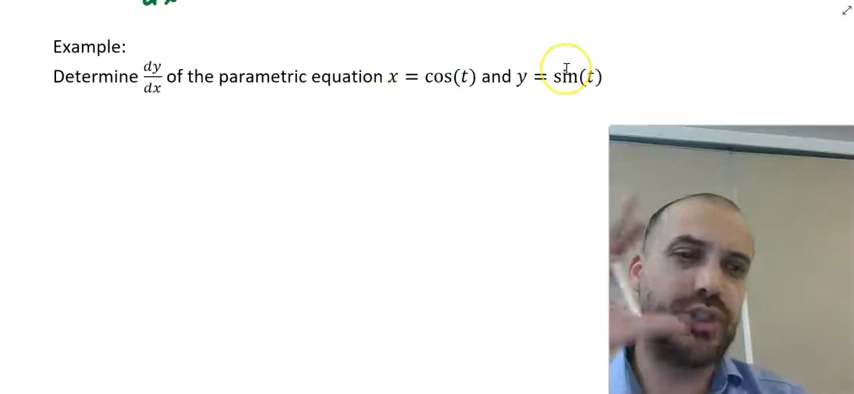 Example:
Determine dy/dx of the parametric equation x = cos(t) and y = sin(t)